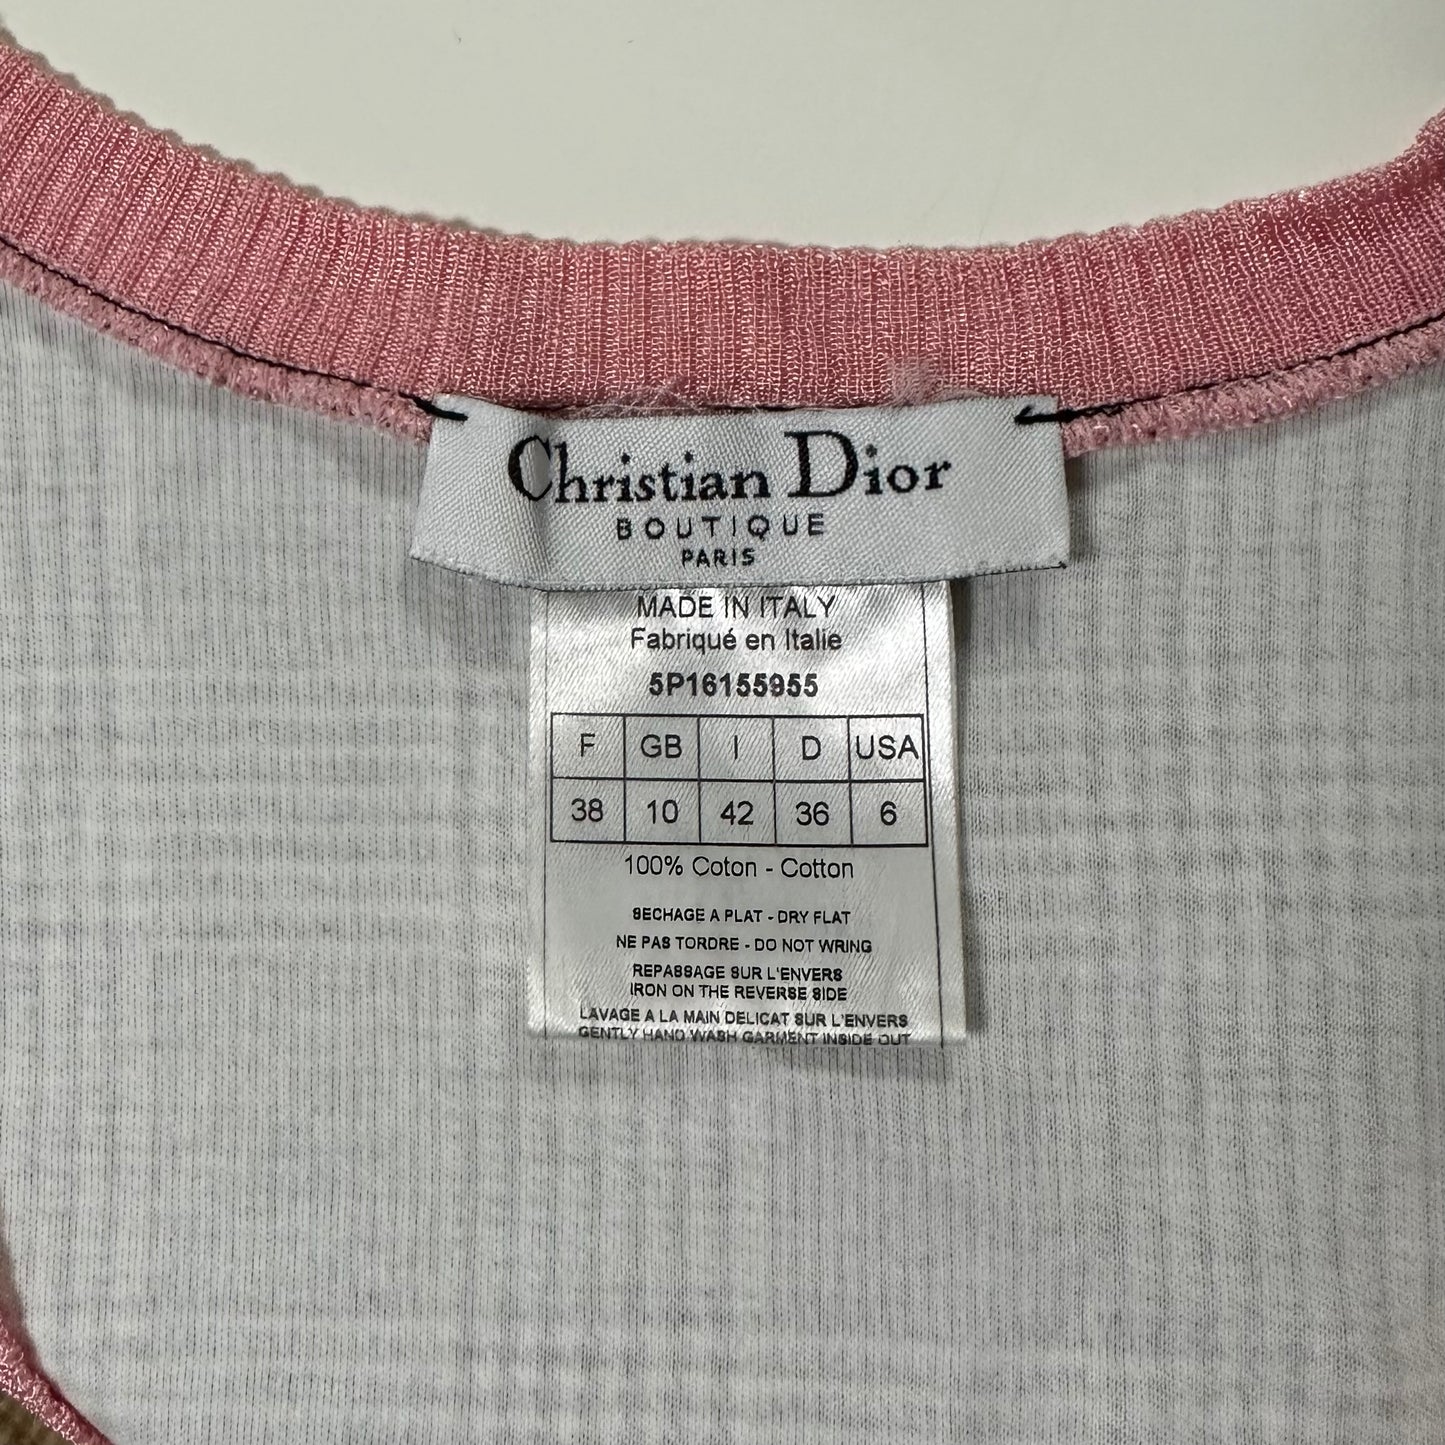 Christian Dior
BOUTIQUE
PARIS
MADE IN ITALY
Fabriqué en Italie
5P16155955
F GB I D USA
38 10 42 36 6
100% Coton - Cotton
SECHAGE A PLAT - DRY FLAT
NE PAS TORDRE - DO NOT WRING
REPASSAGE SUR L'ENVERS
IRON ON THE REVERSE SIDE
LAVAGE A LA MAIN DELICAT SUR L'ENVERS
GENTLY HAND WASH GARMENT INSIDE OUT